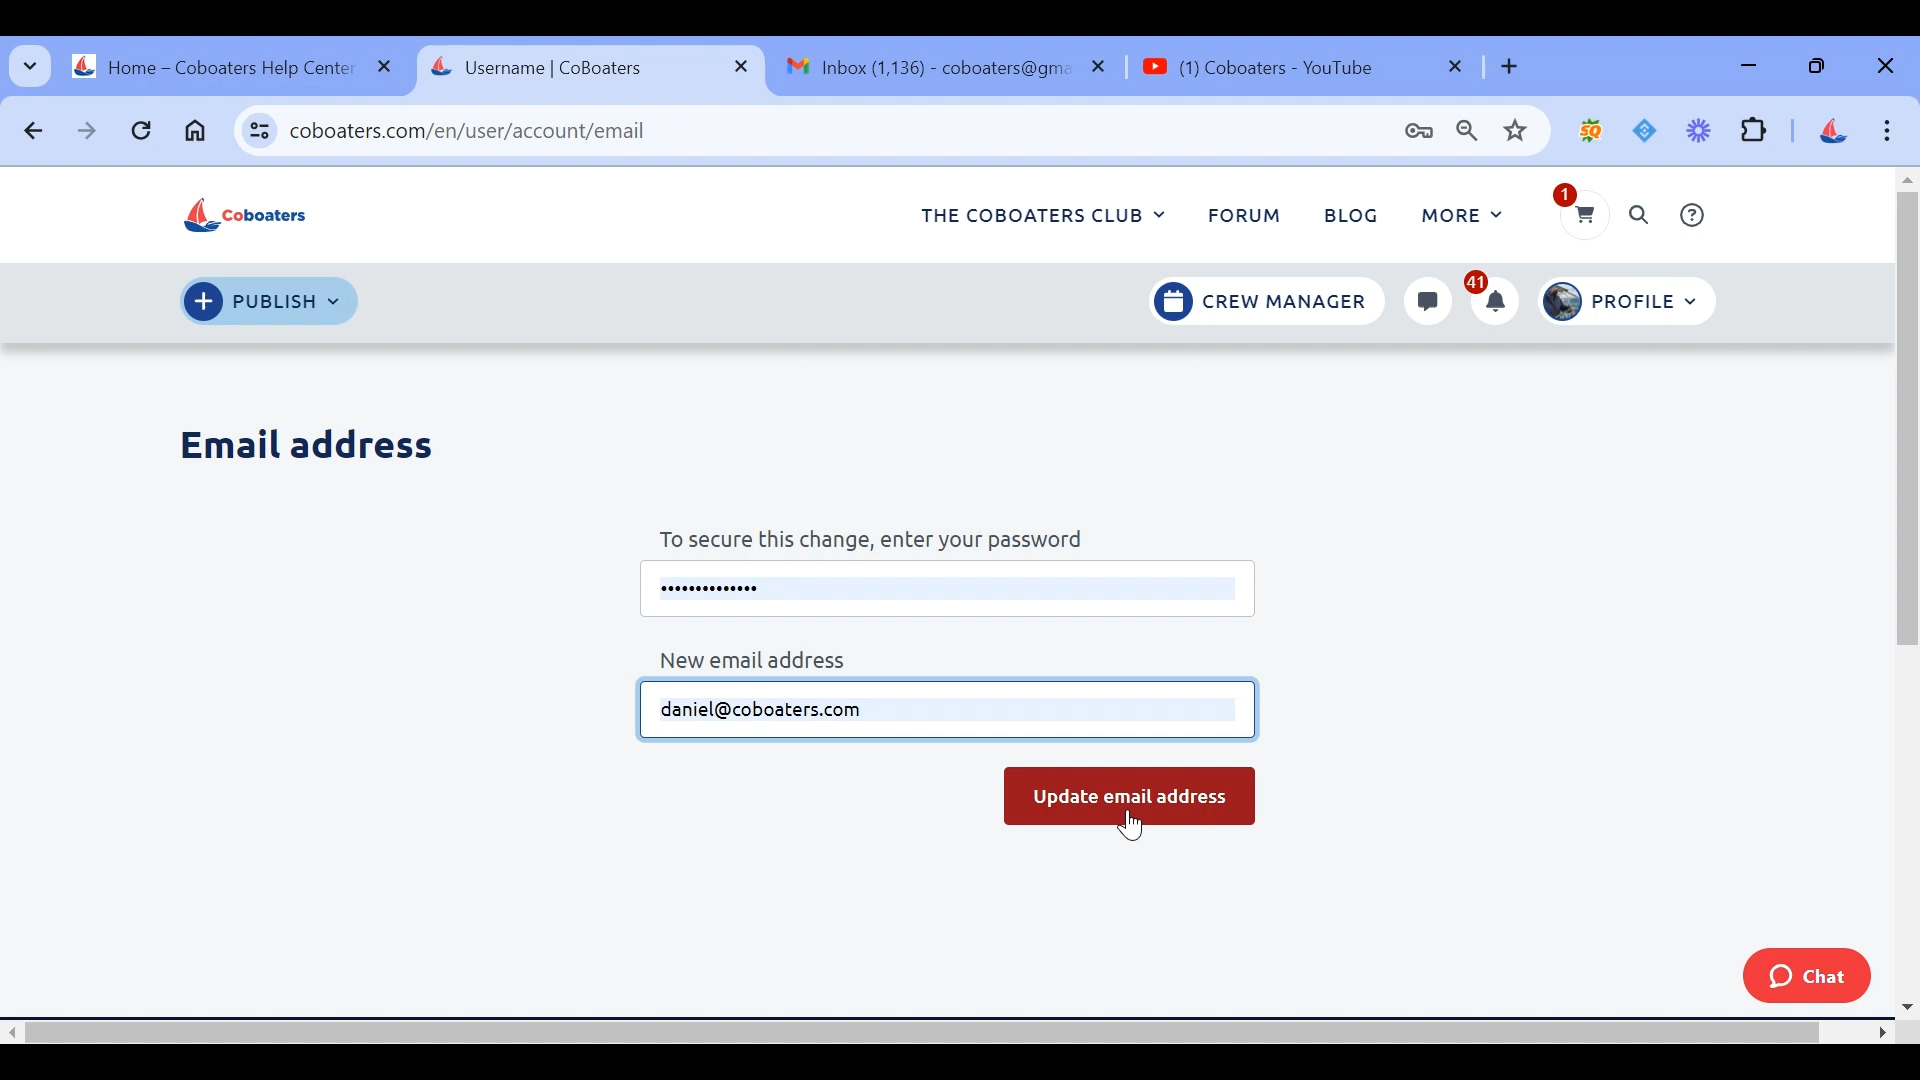 Home – Coboaters Help Center
Username | CoBoaters
Inbox (1,136) - coboaters@gma
(1) Coboaters - YouTube
coboaters.com/en/user/account/email
SQ
Coboaters
THE COBOATERS CLUB
FORUM
BLOG
MORE
1
PUBLISH
CREW MANAGER
41
PROFILE
Email address
To secure this change, enter your password
••••••••••••••
New email address
daniel@coboaters.com
Update email address
Chat